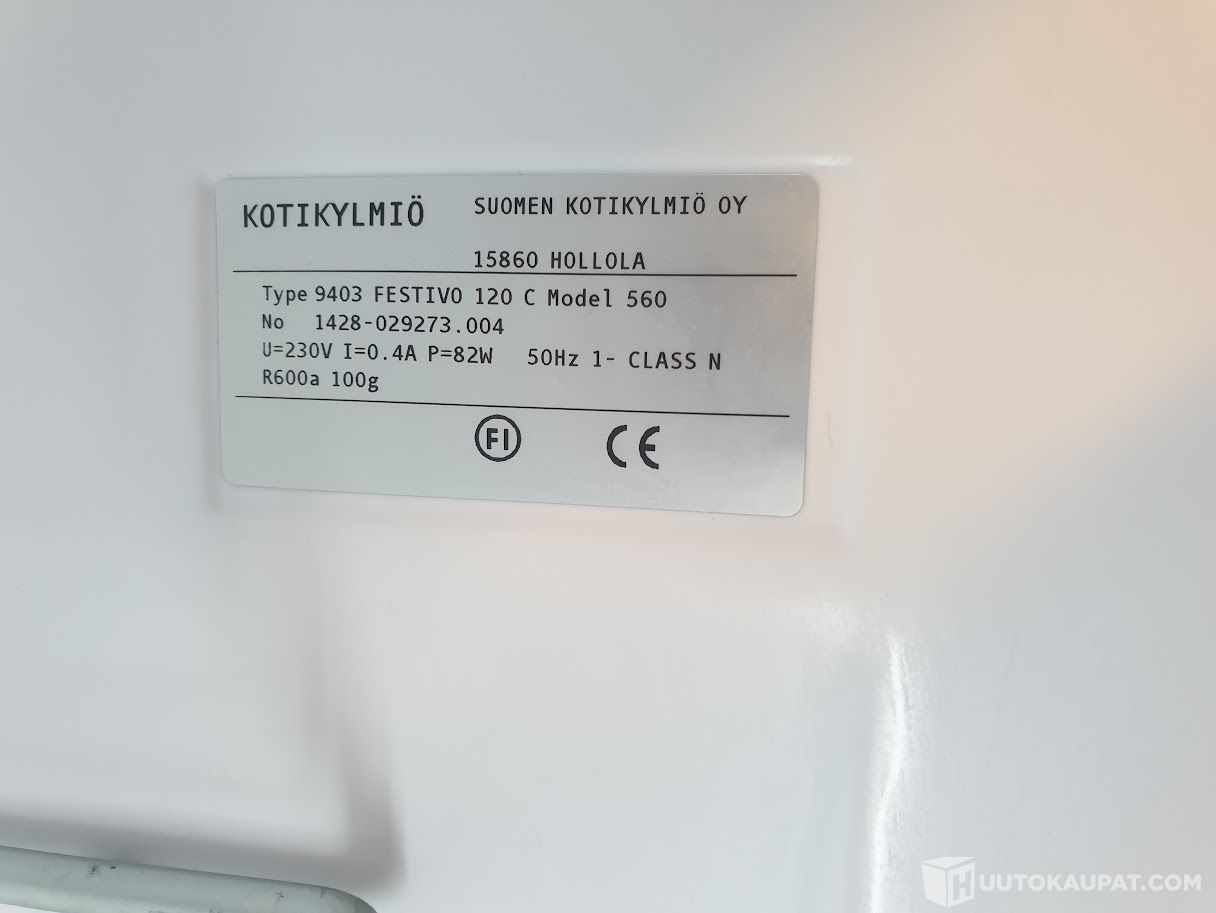 KOTIKYLMIÖ SUOMEN KOTIKYLMIÖ OY
15860 HOLLOLA
Type 9403 FESTIVO 120 C Model 560
No 1428-029273.004
U=230V I=0.4A P=82W 50Hz 1- CLASS N
R600a 100g
FI CE
HUUTOKAUPAT.COM